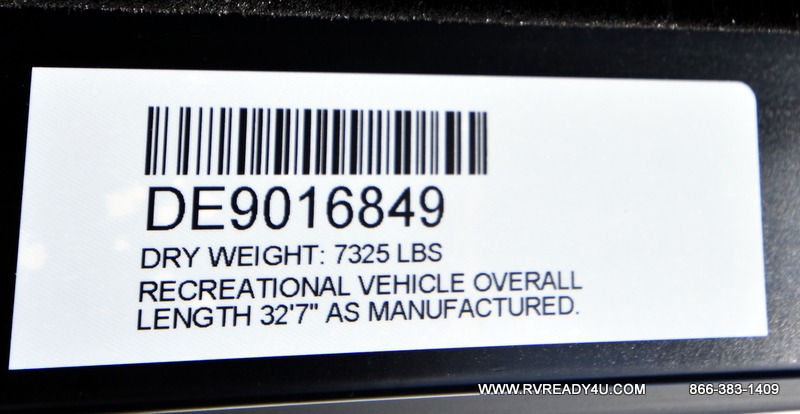 DE9016849
DRY WEIGHT: 7325 LBS
RECREATIONAL VEHICLE OVERALL
LENGTH 32'7" AS MANUFACTURED.
WWW.RVREADY4U.COM 866-383-1409